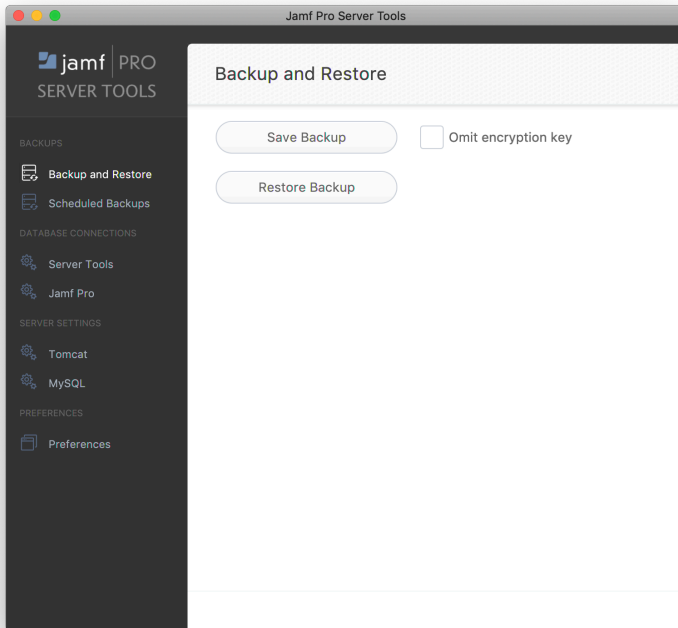 Jamf Pro Server Tools
jamf PRO
SERVER TOOLS
BACKUPS
Backup and Restore
Scheduled Backups
DATABASE CONNECTIONS
Server Tools
Jamf Pro
SERVER SETTINGS
Tomcat
MySQL
PREFERENCES
Preferences
Backup and Restore
Save Backup
Omit encryption key
Restore Backup